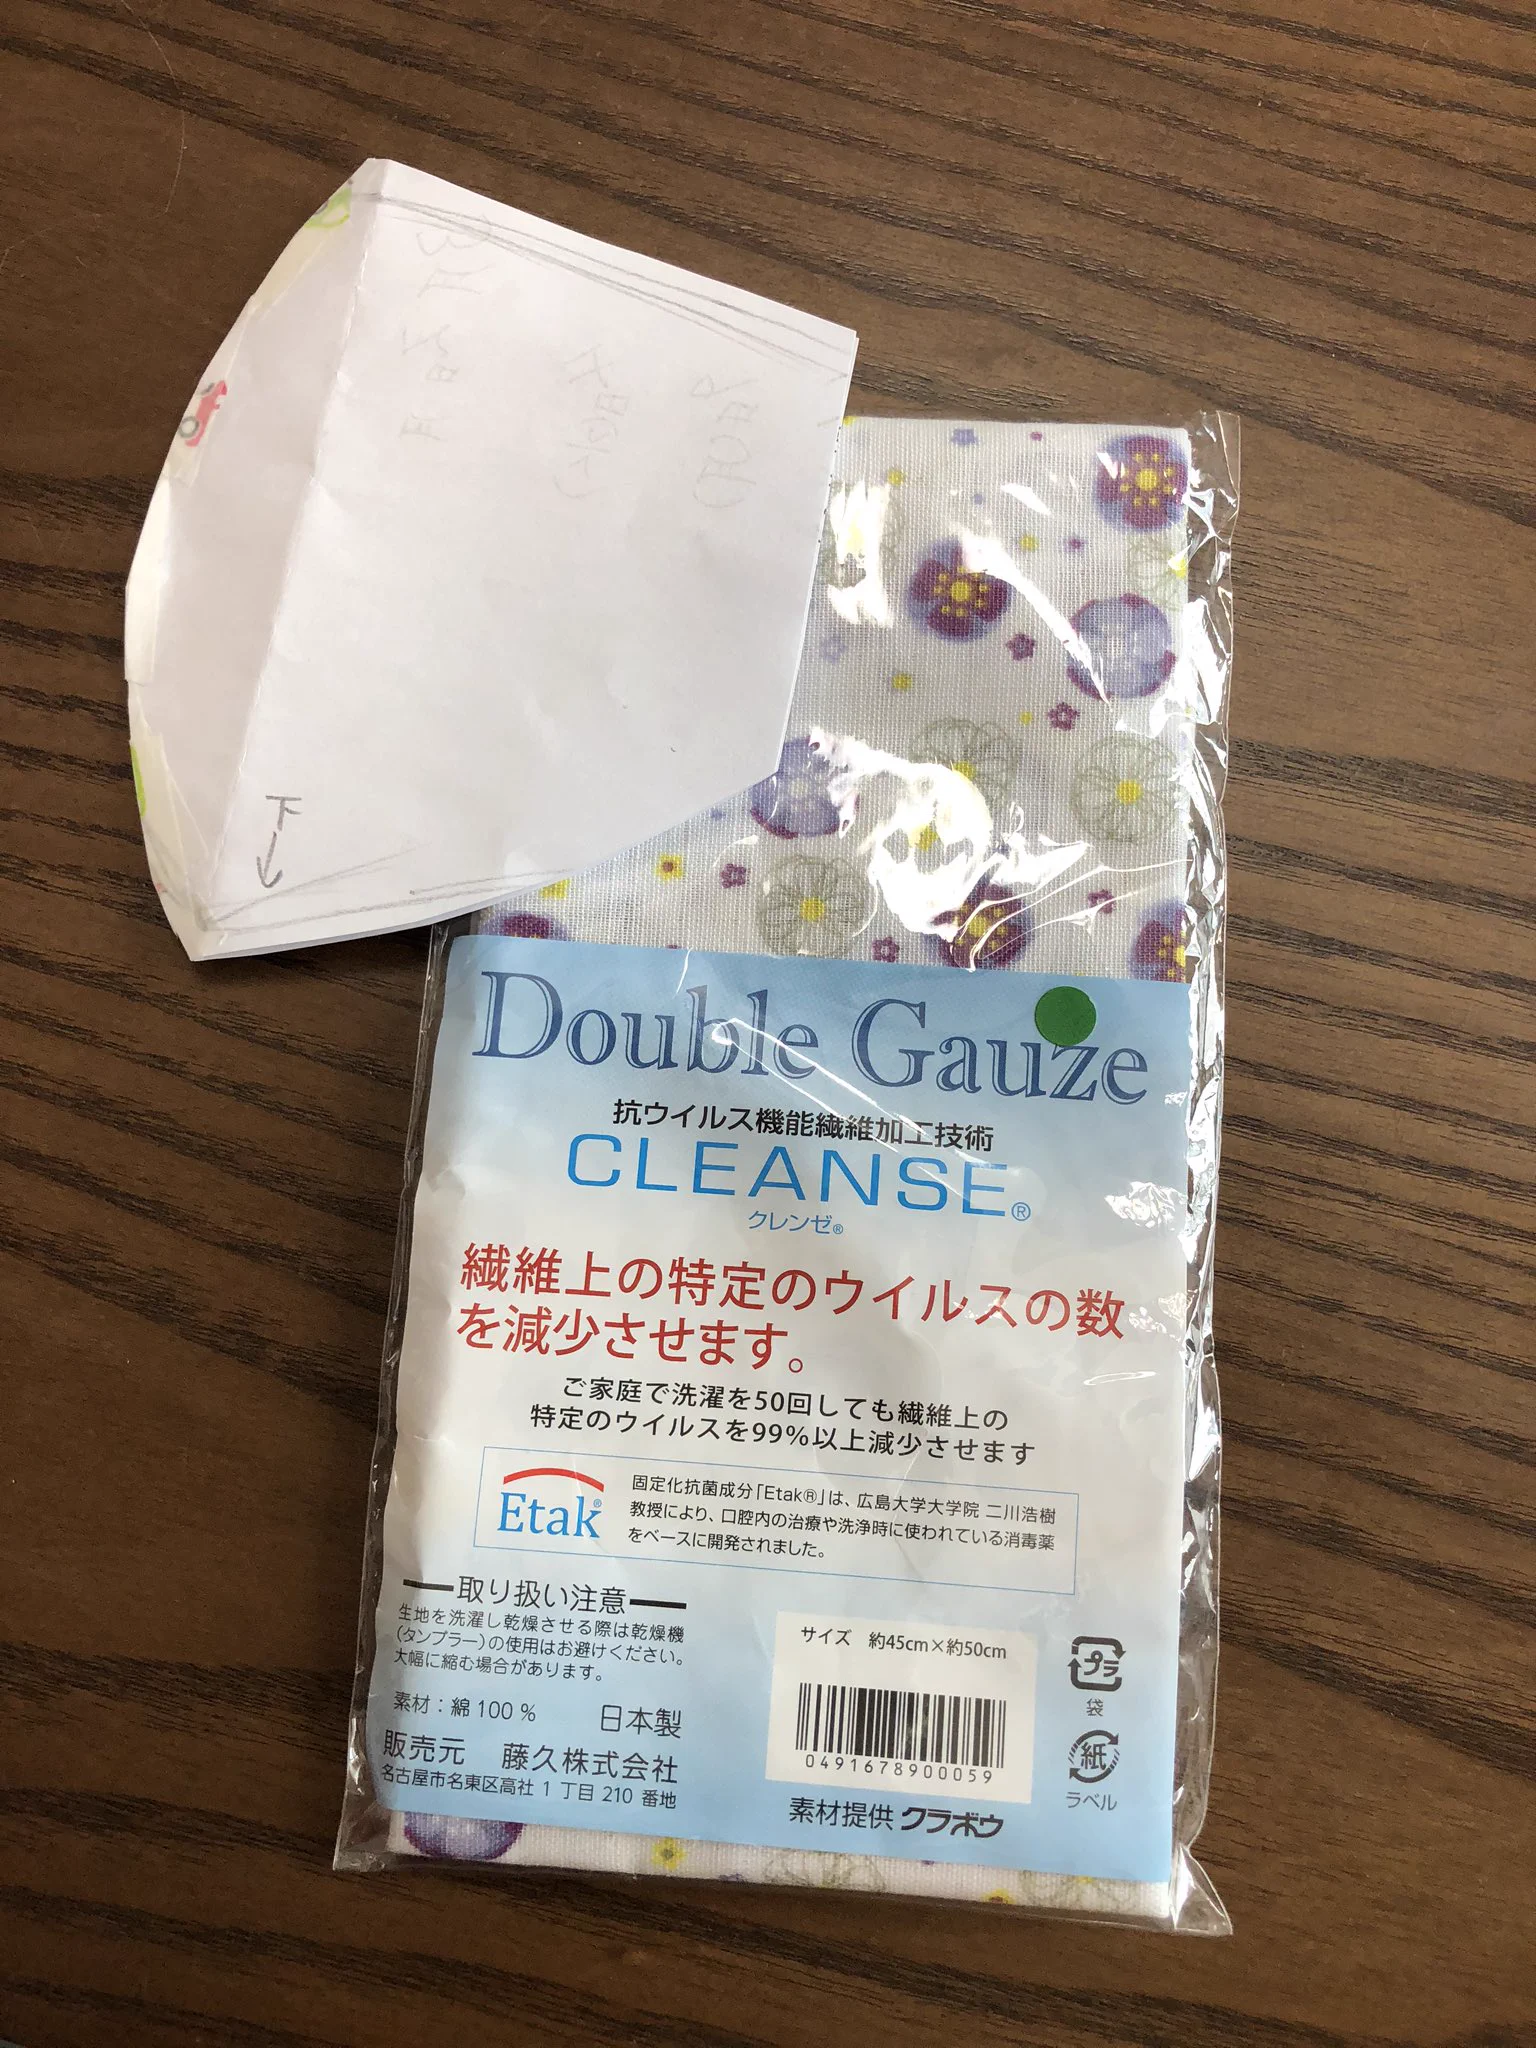 下
Double Gauze
抗ウイルス機能繊維加工技術
CLEANSE®
クレンゼ®
繊維上の特定のウイルスの数
を減少させます。
ご家庭で洗濯を50回しても繊維上の
特定のウイルスを99%以上減少させます
Etak®
固定化抗菌成分「Etak®」は、広島大学大学院 二川浩樹
教授により、口腔内の治療や洗浄時に使われている消毒薬
をベースに開発されました。
取り扱い注意
生地を洗濯し乾燥させる際は乾燥機
(タンブラー)の使用はお避けください。
大幅に縮む場合があります。
素材:綿 100 % 日本製
販売元 藤久株式会社
名古屋市名東区高社 1 丁目 210 番地
サイズ 約45cm×約50cm
0491678900059
素材提供 クラボウ
プラ
袋
紙
ラベル